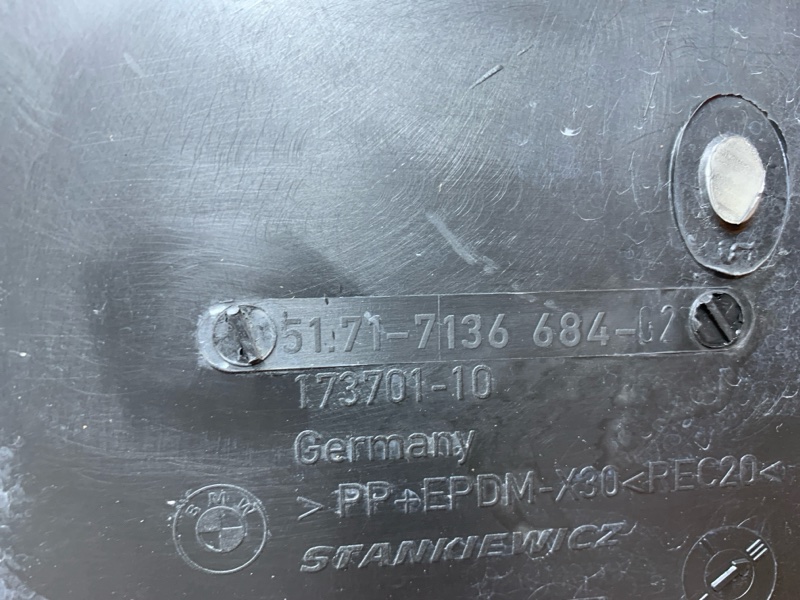 51.71-7136 684-02
173701-10
Germany
> PP+EPDM-X30<REC20<
BMW
STANKIEWICZ